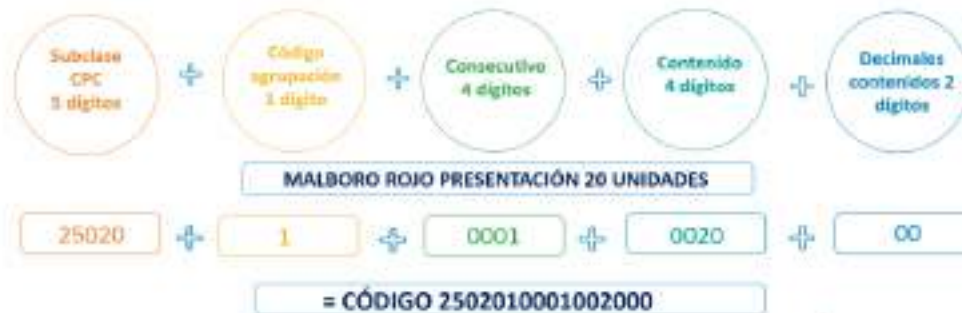 Subclase
CPC
5 dígitos
Código
agrupación
1 dígito
Consecutivo
4 dígitos
Contenido
4 dígitos
Decimales
contenidos 2
dígitos
MALBORO ROJO PRESENTACIÓN 20 UNIDADES
25020
1
0001
0020
00
= CÓDIGO 2502010001002000